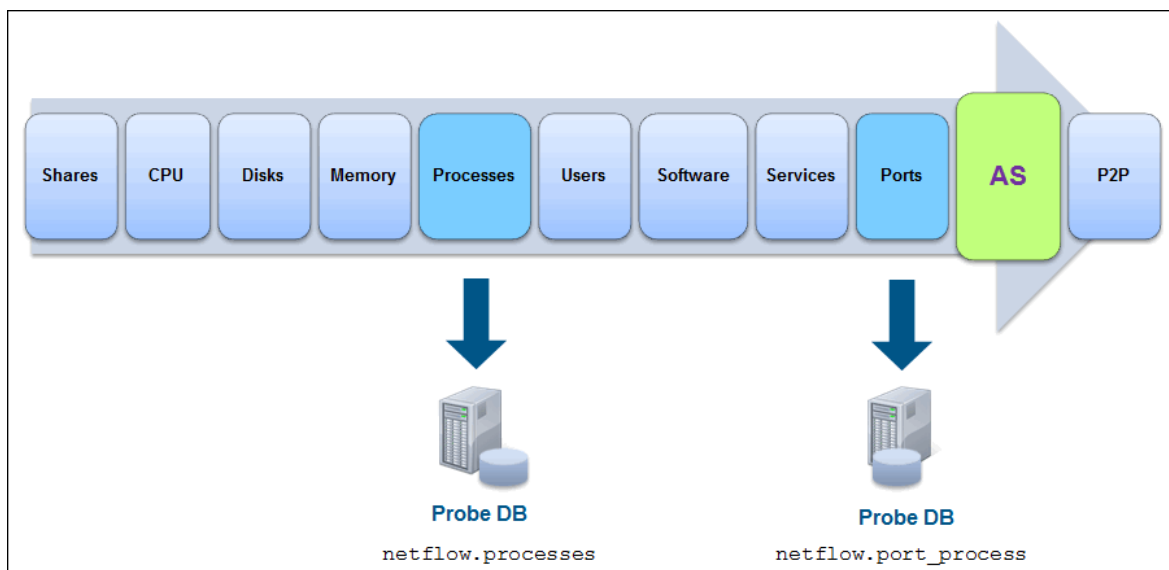 Shares CPU Disks Memory Processes Users Software Services Ports AS P2P
Probe DB Probe DB
netflow.processes netflow.port_process